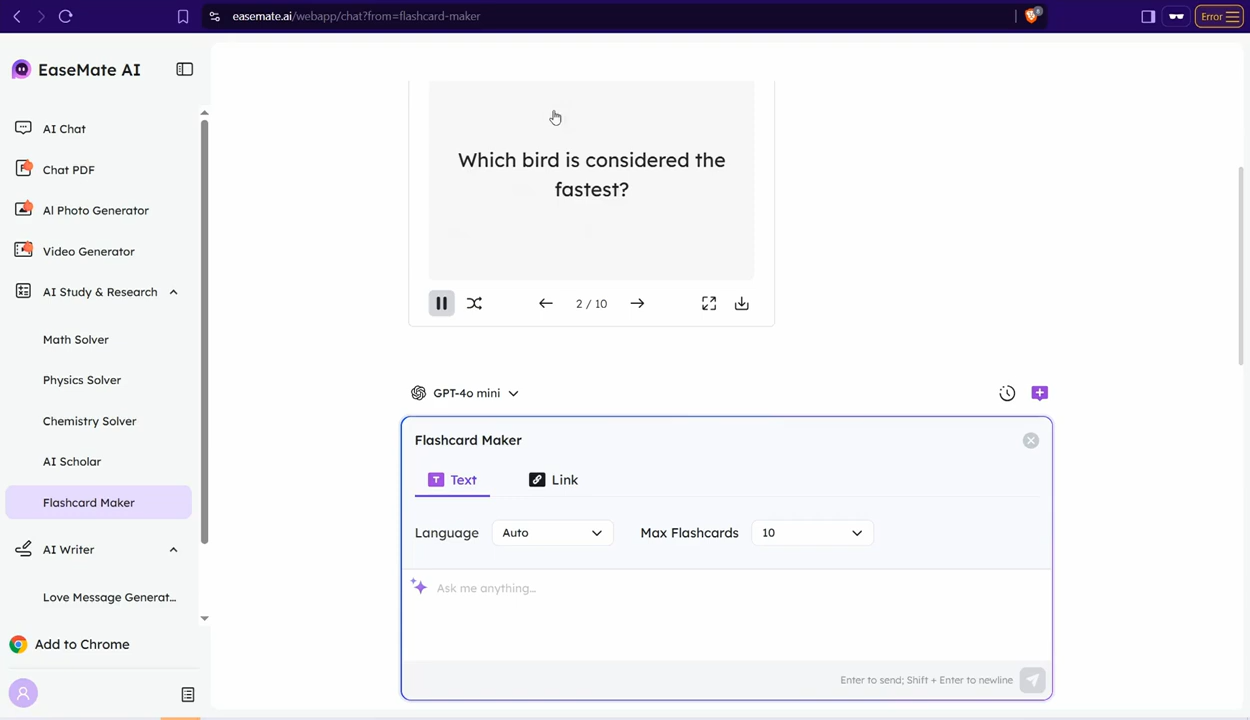 easemate.ai/webapp/chat?from=flashcard-maker
Error
EaseMate AI
AI Chat
Chat PDF
AI Photo Generator
Video Generator
AI Study & Research
Math Solver
Physics Solver
Chemistry Solver
AI Scholar
Flashcard Maker
AI Writer
Love Message Generat...
Add to Chrome
Which bird is considered the
fastest?
2 / 10
GPT-4o mini
Flashcard Maker
Text
Link
Language Auto Max Flashcards 10
Ask me anything...
Enter to send; Shift + Enter to newline